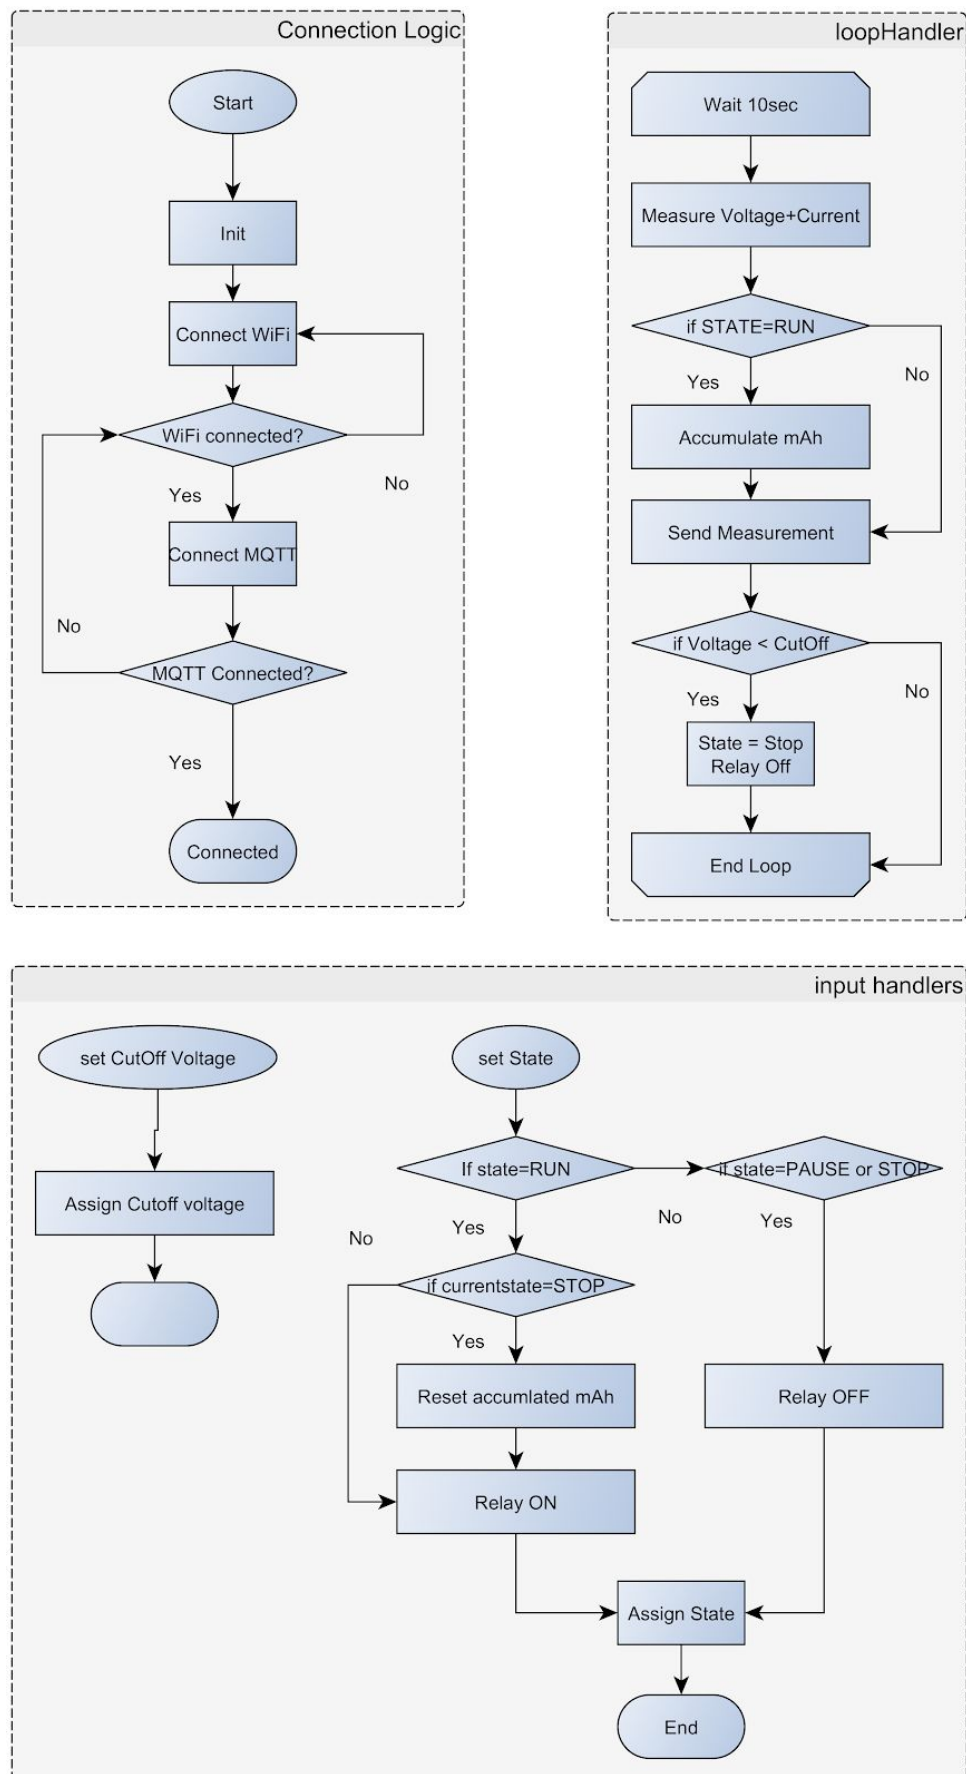 Connection Logic
Start
Init
Connect WiFi
WiFi connected?
No
Yes
Connect MQTT
No
MQTT Connected?
Yes
Connected
loopHandler
Wait 10sec
Measure Voltage+Current
if STATE=RUN
No
Yes
Accumulate mAh
Send Measurement
if Voltage < CutOff
No
Yes
State = Stop
Relay Off
End Loop
input handlers
set CutOff Voltage
Assign Cutoff voltage
set State
If state=RUN
if state=PAUSE or STOP
Yes
No
Yes
No
if currentstate=STOP
Yes
Reset accumlated mAh
Relay OFF
Relay ON
Assign State
End